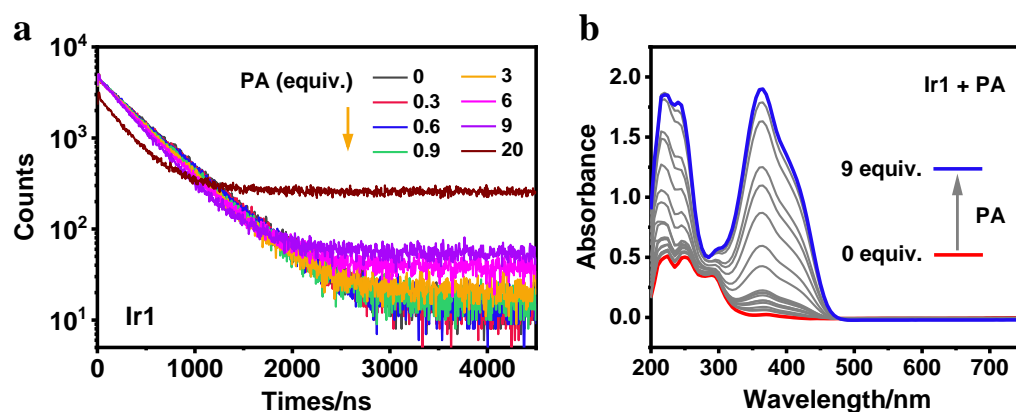 a
10^4
10^3
10^2
10^1
Counts
PA (equiv.)
0
0.3
0.6
0.9
3
6
9
20
Ir1
0 1000 2000 3000 4000
Times/ns
b
2.0
1.5
1.0
0.5
0.0
Absorbance
Ir1 + PA
9 equiv.
PA
0 equiv.
200 300 400 500 600 700
Wavelength/nm